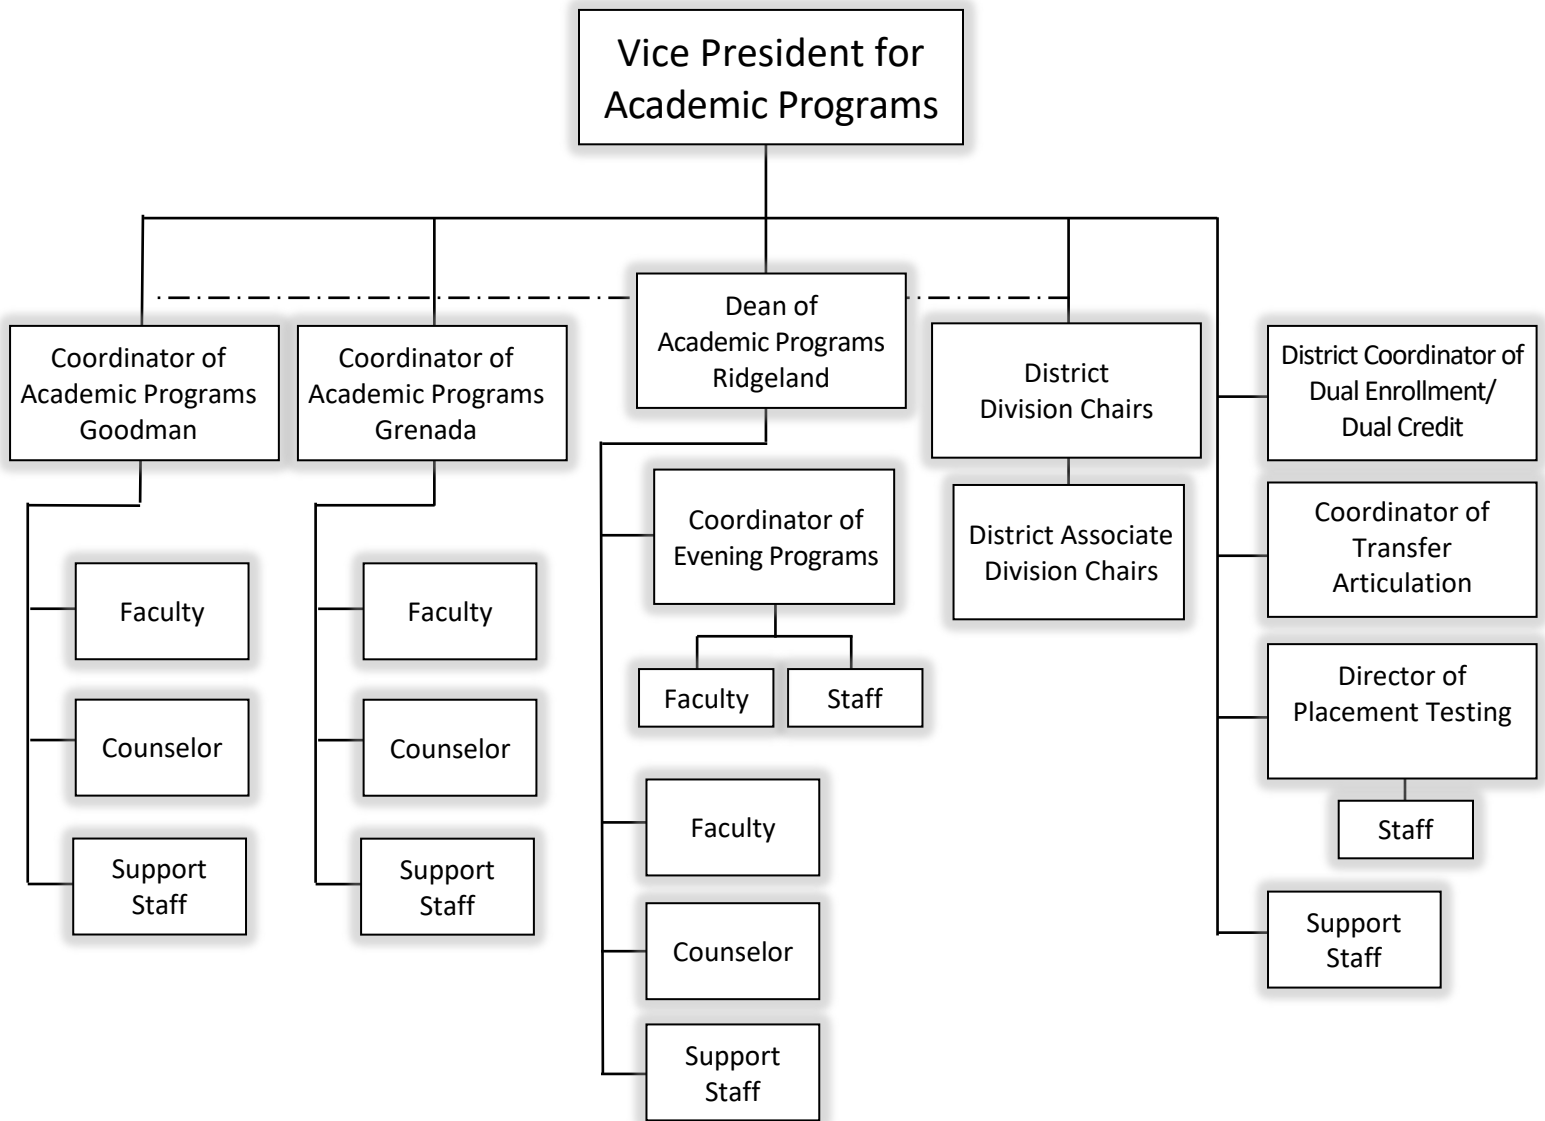 Vice President for
Academic Programs
Coordinator of
Academic Programs
Goodman
Faculty
Counselor
Support
Staff
Coordinator of
Academic Programs
Grenada
Faculty
Counselor
Support
Staff
Dean of
Academic Programs
Ridgeland
Coordinator of
Evening Programs
Faculty
Staff
Faculty
Counselor
Support
Staff
District
Division Chairs
District Associate
Division Chairs
District Coordinator of
Dual Enrollment/
Dual Credit
Coordinator of
Transfer
Articulation
Director of
Placement Testing
Staff
Support
Staff